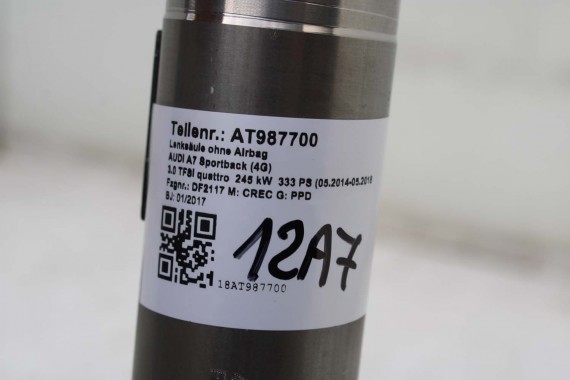 Teilenr.: AT987700
Lenksäule ohne Airbag
AUDI A7 Sportback (4G)
3.0 TFSI quattro 245 kW 333 PS (05.2014-05.2018
Fagnr.: DF2117 M: CREC G: PPD
BJ: 01/2017
12A7
18AT987700